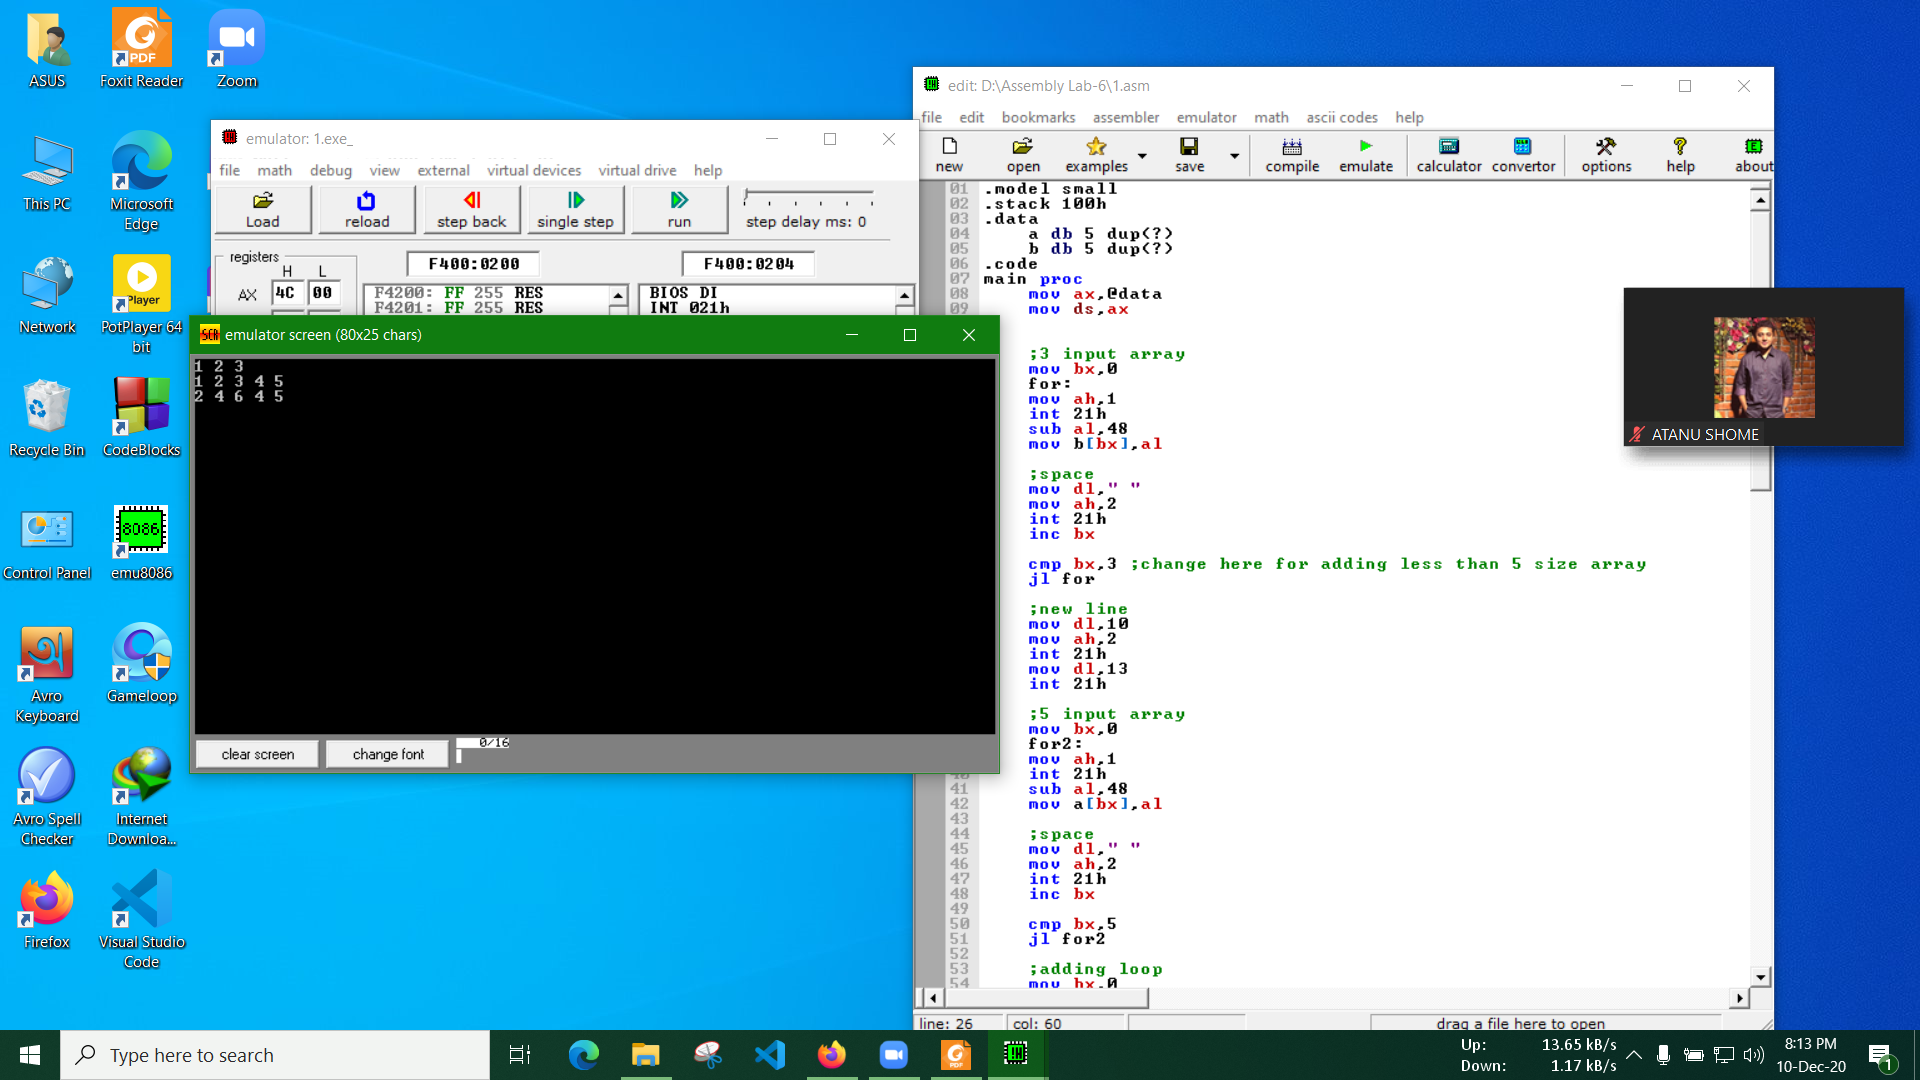 ASUS
Foxit Reader
Zoom
This PC
Microsoft
Edge
Network
PotPlayer 64
bit
Recycle Bin
CodeBlocks
Control Panel
emu8086
Avro
Keyboard
Gameloop
Avro Spell
Checker
Internet
Downloa...
Firefox
Visual Studio
Code
emulator: 1.exe_
file math debug view external virtual devices virtual drive help
Load reload step back single step run step delay ms: 0
registers
H L
F400:0200 F400:0204
AX 4C 00
F4200: FF 255 RES
F4201: FF 255 RES
BIOS DI
INT 021h
emulator screen (80x25 chars)
1 2 3
1 2 3 4 5
2 4 6 4 5
clear screen change font 0/16
edit: D:\Assembly Lab-6\1.asm
file edit bookmarks assembler emulator math ascii codes help
new open examples save compile emulate calculator convertor options help about
01 .model small
02 .stack 100h
03 .data
04 a db 5 dup(?)
05 b db 5 dup(?)
06 .code
07 main proc
08 mov ax,@data
09 mov ds,ax
;3 input array
mov bx,0
for:
mov ah,1
int 21h
sub al,48
mov b[bx],al
;space
mov dl," "
mov ah,2
int 21h
inc bx
cmp bx,3 ;change here for adding less than 5 size array
jl for
;new line
mov dl,10
mov ah,2
int 21h
mov dl,13
int 21h
;5 input array
mov bx,0
for2:
mov ah,1
40 int 21h
41 sub al,48
42 mov a[bx],al
43
44 ;space
45 mov dl," "
46 mov ah,2
47 int 21h
48 inc bx
49
50 cmp bx,5
51 jl for2
52
53 ;adding loop
54 mov bx,0
line: 26 col: 60 drag a file here to open
ATANU SHOME
Type here to search
Up: 13.65 kB/s
Down: 1.17 kB/s
8:13 PM
10-Dec-20
1